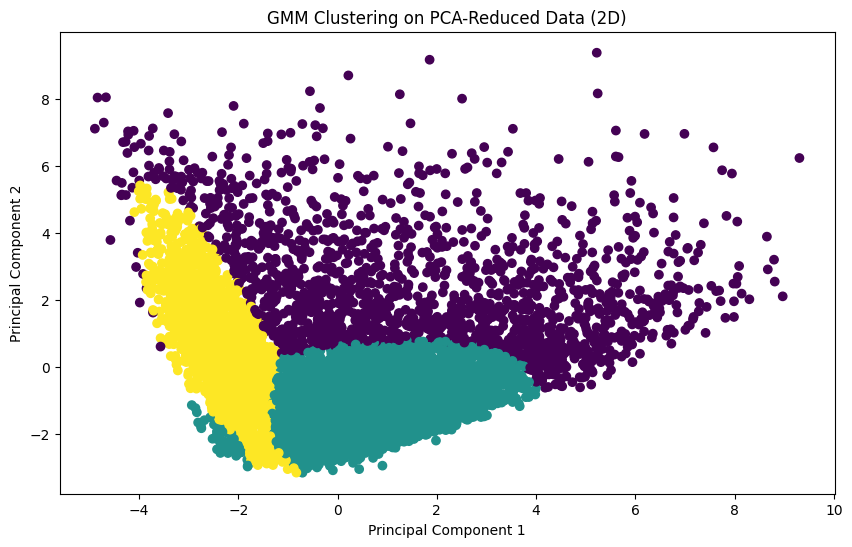 GMM Clustering on PCA-Reduced Data (2D)
Principal Component 2
8
6
4
2
0
−2
−4 −2 0 2 4 6 8 10
Principal Component 1